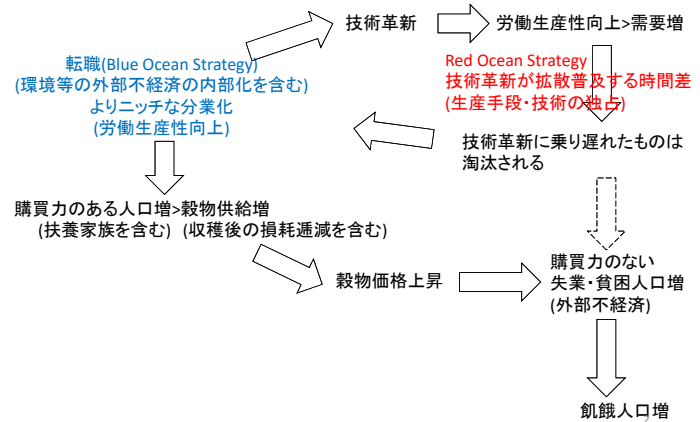 技術革新
労働生産性向上>需要増
転職(Blue Ocean Strategy)
(環境等の外部不経済の内部化を含む)
よりニッチな分業化
(労働生産性向上)
Red Ocean Strategy
技術革新が拡散普及する時間差
(生産手段・技術の独占)
技術革新に乗り遅れたものは
淘汰される
購買力のある人口増>穀物供給増
(扶養家族を含む) (収穫後の損耗逓減を含む)
穀物価格上昇
購買力のない
失業・貧困人口増
(外部不経済)
飢餓人口増